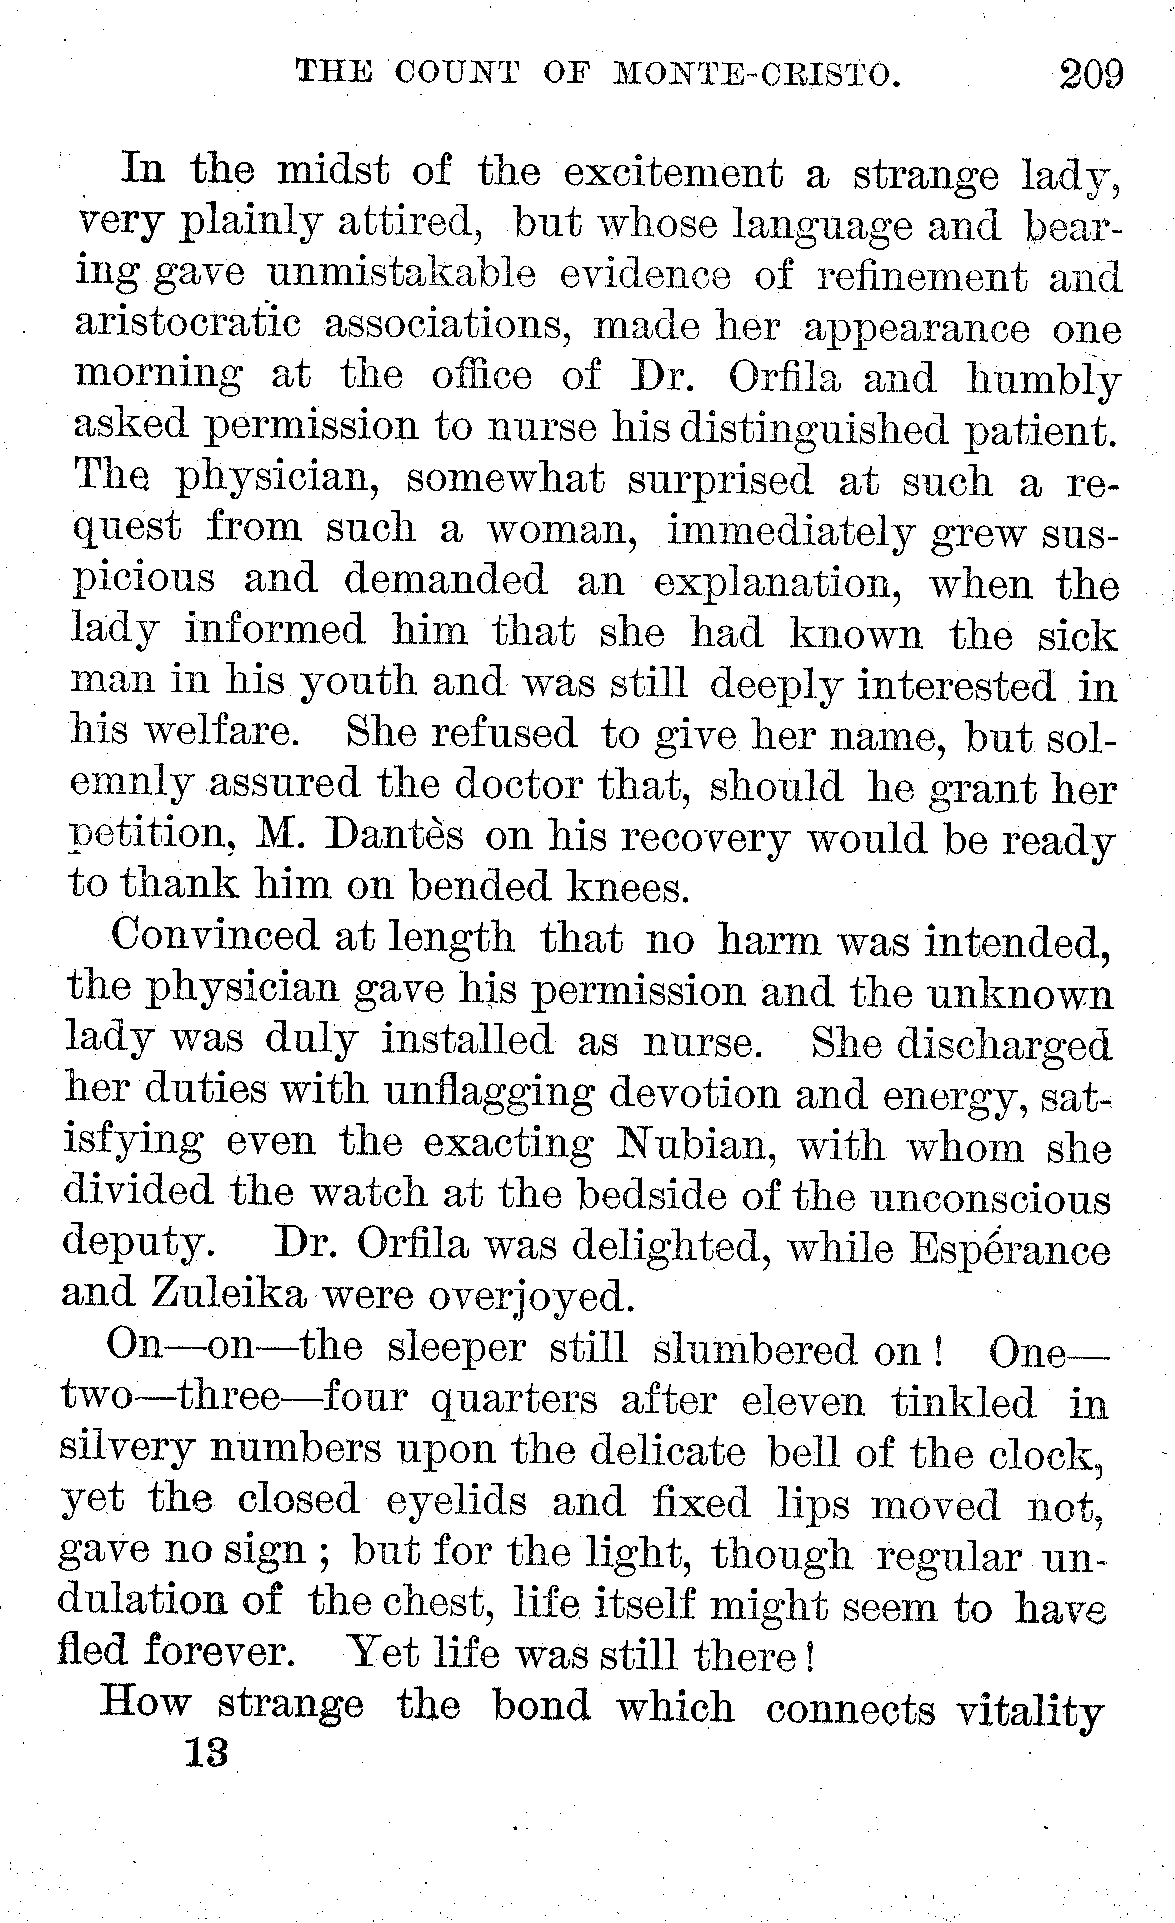 THE COUNT OF MONTE-CRISTO. 209
In the midst of the excitement a strange lady,
very plainly attired, but whose language and bear-
ing gave unmistakable evidence of refinement and
aristocratic associations, made her appearance one
morning at the office of Dr. Orfila and humbly
asked permission to nurse his distinguished patient.
The physician, somewhat surprised at such a re-
quest from such a woman, immediately grew sus-
picious and demanded an explanation, when the
lady informed him that she had known the sick
man in his youth and was still deeply interested in
his welfare. She refused to give her name, but sol-
emnly assured the doctor that, should he grant her
petition, M. Dantès on his recovery would be ready
to thank him on bended knees.
Convinced at length that no harm was intended,
the physician gave his permission and the unknown
lady was duly installed as nurse. She discharged
her duties with unflagging devotion and energy, sat-
isfying even the exacting Nubian, with whom she
divided the watch at the bedside of the unconscious
deputy. Dr. Orfila was delighted, while Espérance
and Zuleika were overjoyed.
On—on—the sleeper still slumbered on! One—
two—three—four quarters after eleven tinkled in
silvery numbers upon the delicate bell of the clock,
yet the closed eyelids and fixed lips moved not,
gave no sign; but for the light, though regular un-
dulation of the chest, life itself might seem to have
fled forever. Yet life was still there!
How strange the bond which connects vitality
13